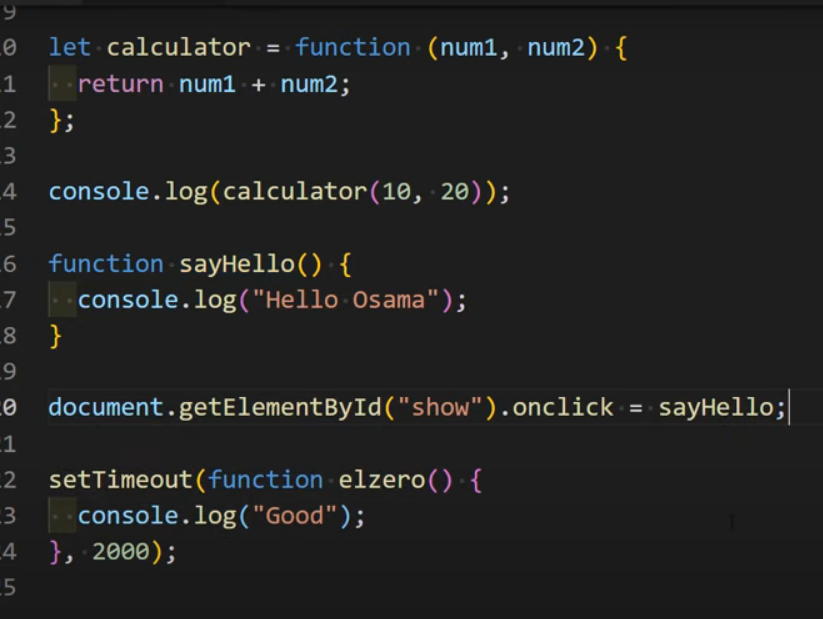 9
10 let calculator = function (num1, num2) {
11   return num1 + num2;
12 };
13
14 console.log(calculator(10, 20));
15
16 function sayHello() {
17   console.log("Hello Osama");
18 }
19
20 document.getElementById("show").onclick = sayHello;
21
22 setTimeout(function elzero() {
23   console.log("Good");
24 }, 2000);
25